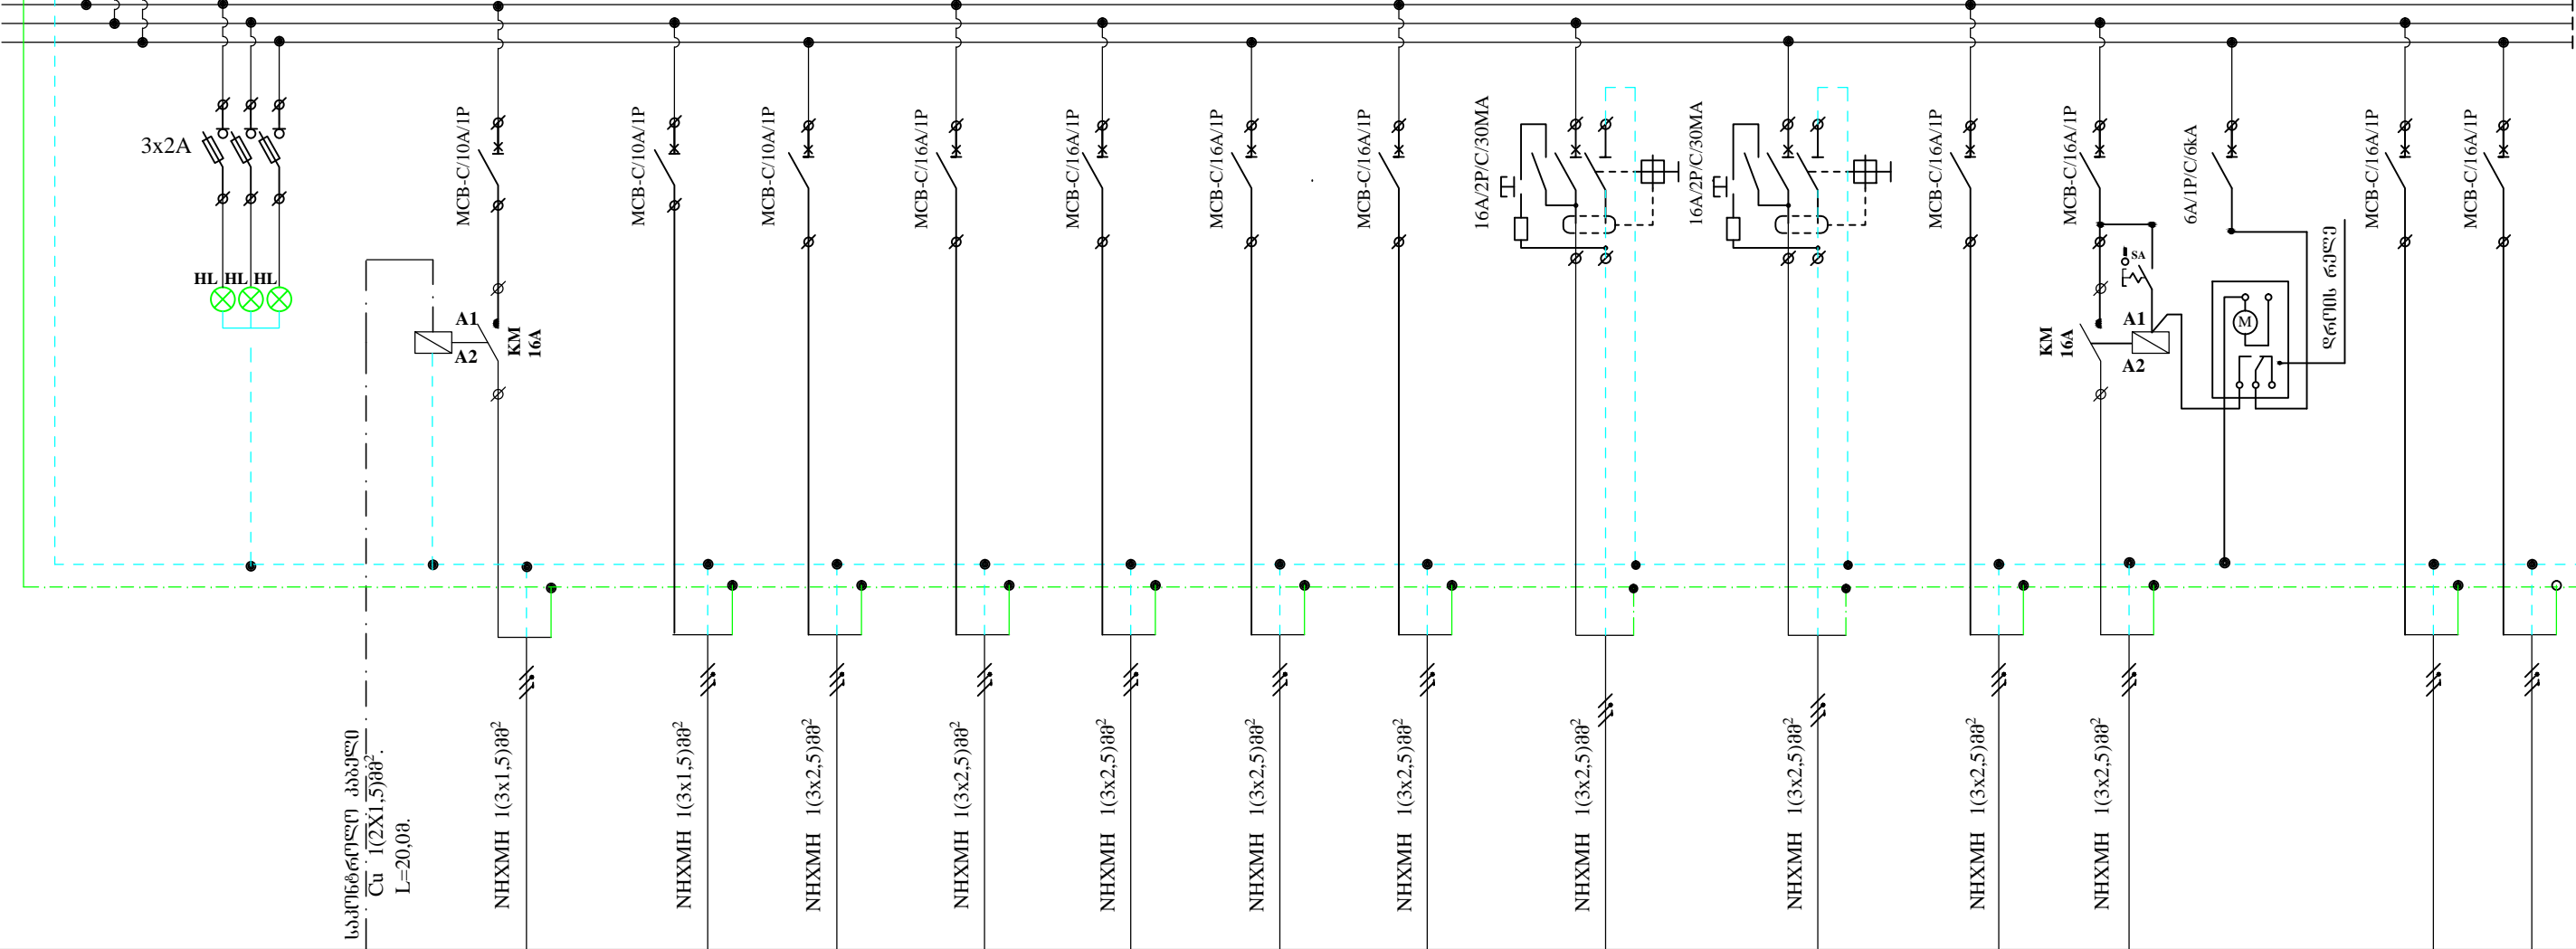 3x2A
HL HL HL
MCB-C/10A/1P
A1
A2
KM
16A
MCB-C/10A/1P
MCB-C/10A/1P
MCB-C/16A/1P
MCB-C/16A/1P
MCB-C/16A/1P
MCB-C/16A/1P
16A/2P/C/30MA
16A/2P/C/30MA
MCB-C/16A/1P
MCB-C/16A/1P
SA
KM
16A
A1
A2
6A/1P/C/6kA
M
დროის რელე
MCB-C/16A/1P
MCB-C/16A/1P
საკონტროლო კაბელი
Cu 1(2X1,5)მმ².
L=20,0მ.
NHXMH 1(3x1,5)მმ²
NHXMH 1(3x1,5)მმ²
NHXMH 1(3x2,5)მმ²
NHXMH 1(3x2,5)მმ²
NHXMH 1(3x2,5)მმ²
NHXMH 1(3x2,5)მმ²
NHXMH 1(3x2,5)მმ²
NHXMH 1(3x2,5)მმ²
NHXMH 1(3x2,5)მმ²
NHXMH 1(3x2,5)მმ²
NHXMH 1(3x2,5)მმ²